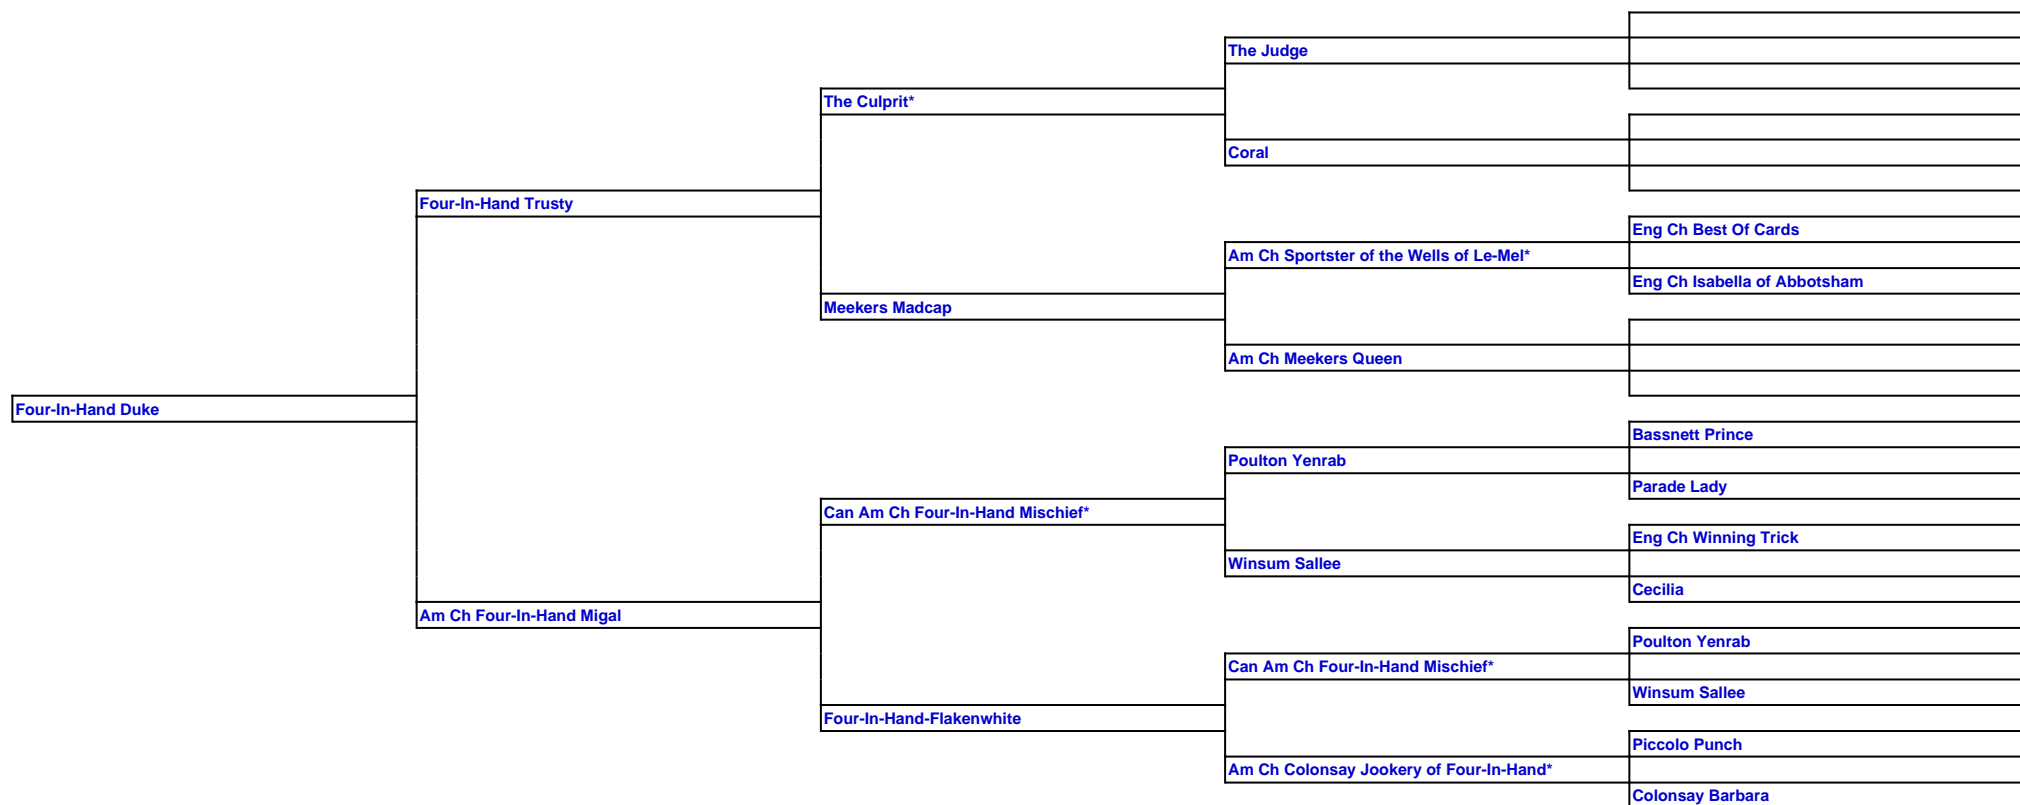 The Judge
The Culprit*
Coral
Four-In-Hand Trusty
Eng Ch Best Of Cards
Am Ch Sportster of the Wells of Le-Mel*
Eng Ch Isabella of Abbotsham
Meekers Madcap
Am Ch Meekers Queen
Four-In-Hand Duke
Bassnett Prince
Poulton Yenrab
Parade Lady
Can Am Ch Four-In-Hand Mischief*
Eng Ch Winning Trick
Winsum Sallee
Cecilia
Am Ch Four-In-Hand Migal
Poulton Yenrab
Can Am Ch Four-In-Hand Mischief*
Winsum Sallee
Four-In-Hand-Flakenwhite
Piccolo Punch
Am Ch Colonsay Jookery of Four-In-Hand*
Colonsay Barbara